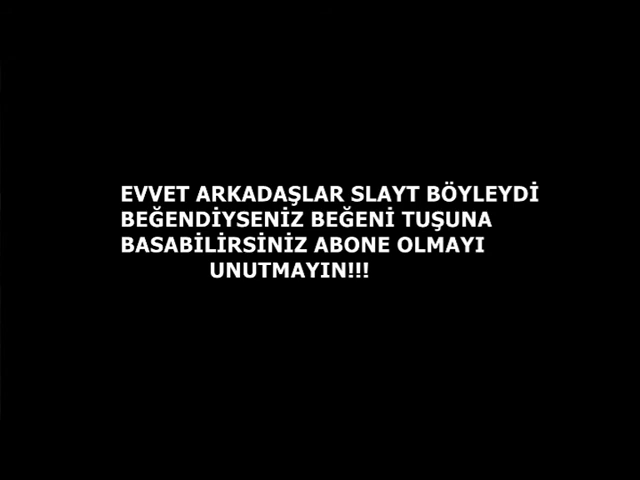 EVVET ARKADAŞLAR SLAYT BÖYLEYDİ
BEĞENDİYSENİZ BEĞENİ TUŞUNA
BASABİLİRSİNİZ ABONE OLMAYI
UNUTMAYIN!!!